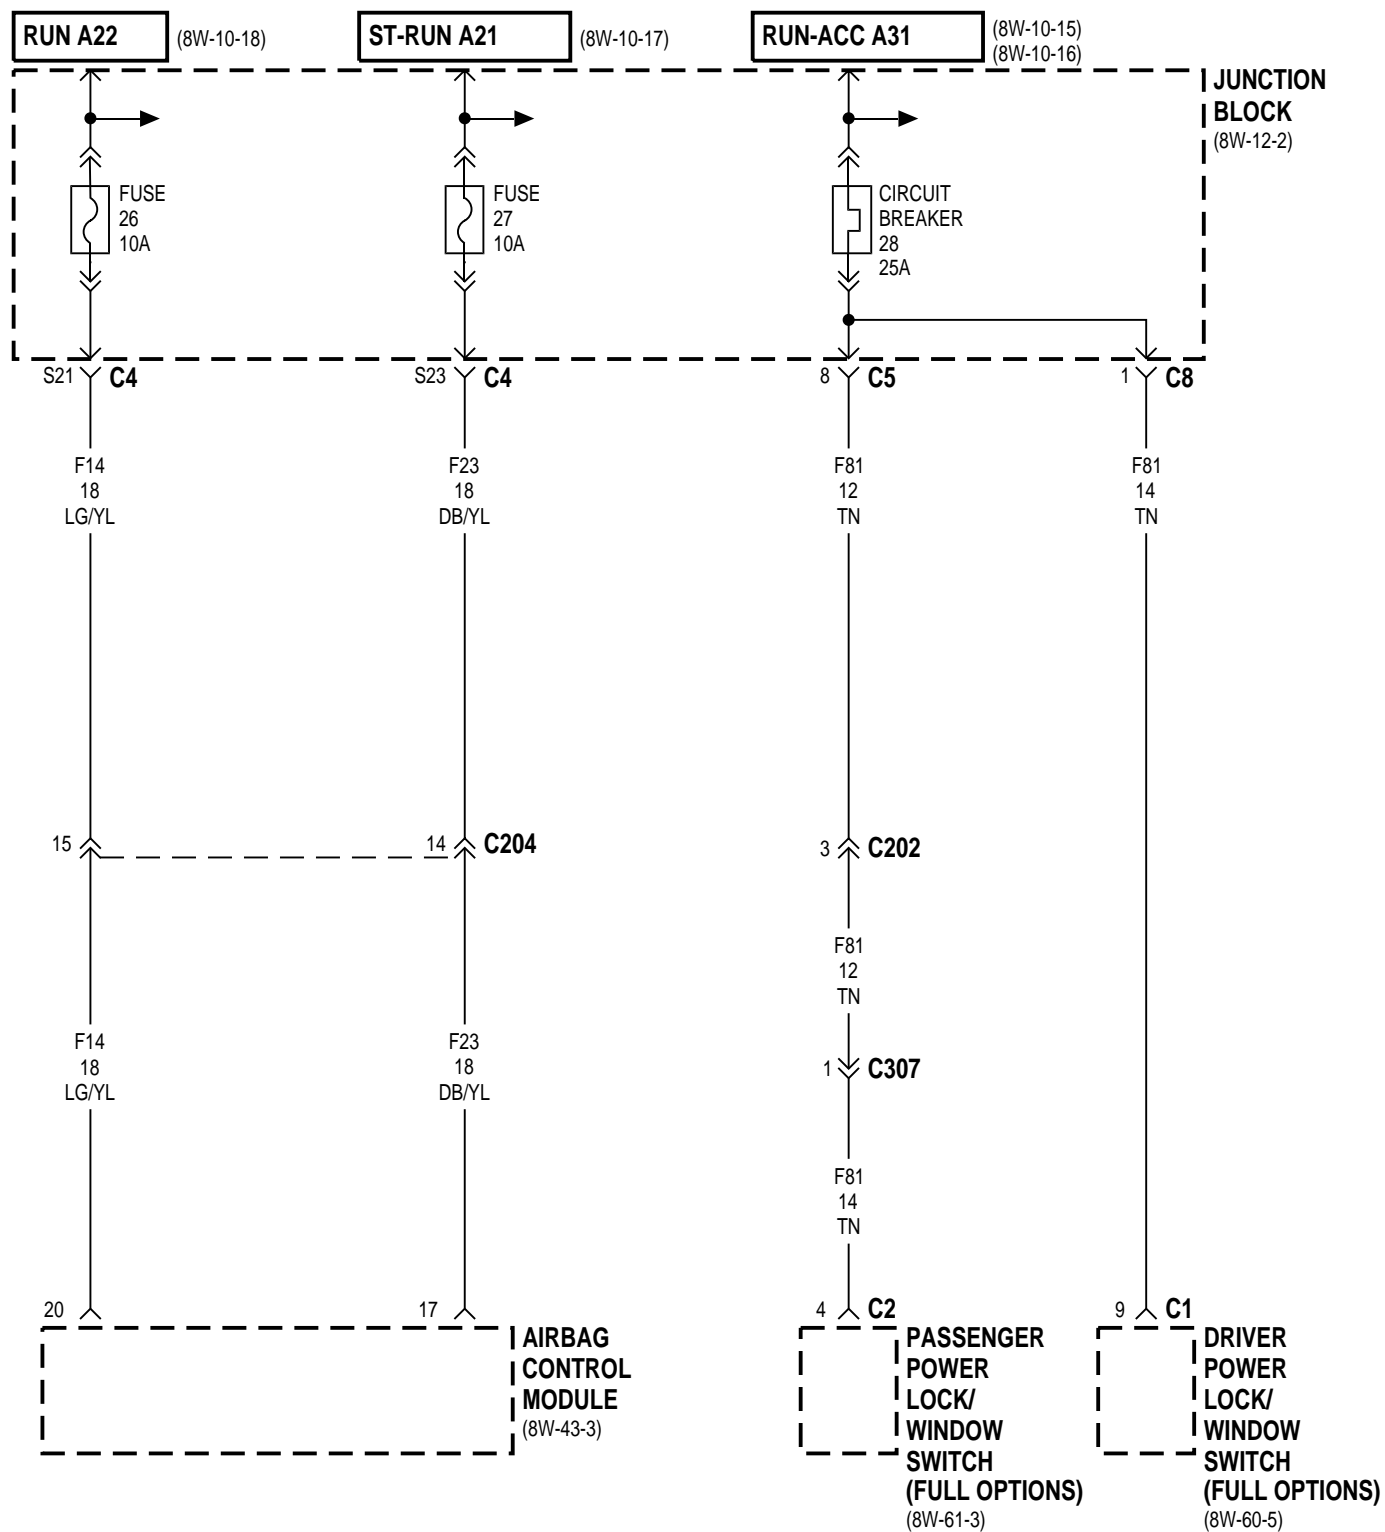 RUN A22
(8W-10-18)
ST-RUN A21
(8W-10-17)
RUN-ACC A31
(8W-10-15)
(8W-10-16)
JUNCTION
BLOCK
(8W-12-2)
FUSE
26
10A
FUSE
27
10A
CIRCUIT
BREAKER
28
25A
S21
C4
S23
C4
8
C5
1
C8
F14
18
LG/YL
F23
18
DB/YL
F81
12
TN
F81
14
TN
15
14
C204
3
C202
F81
12
TN
F14
18
LG/YL
F23
18
DB/YL
1
C307
F81
14
TN
20
17
4
C2
9
C1
AIRBAG
CONTROL
MODULE
(8W-43-3)
PASSENGER
POWER
LOCK/
WINDOW
SWITCH
(FULL OPTIONS)
(8W-61-3)
DRIVER
POWER
LOCK/
WINDOW
SWITCH
(FULL OPTIONS)
(8W-60-5)